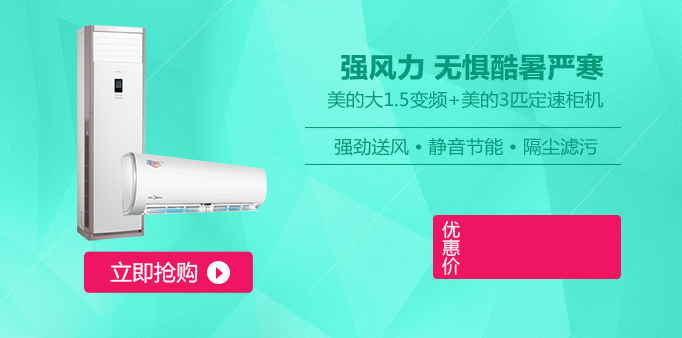 强风力 无惧酷暑严寒
美的大1.5变频+美的3匹定速柜机
强劲送风 • 静音节能 • 隔尘滤污
立即抢购
优惠价